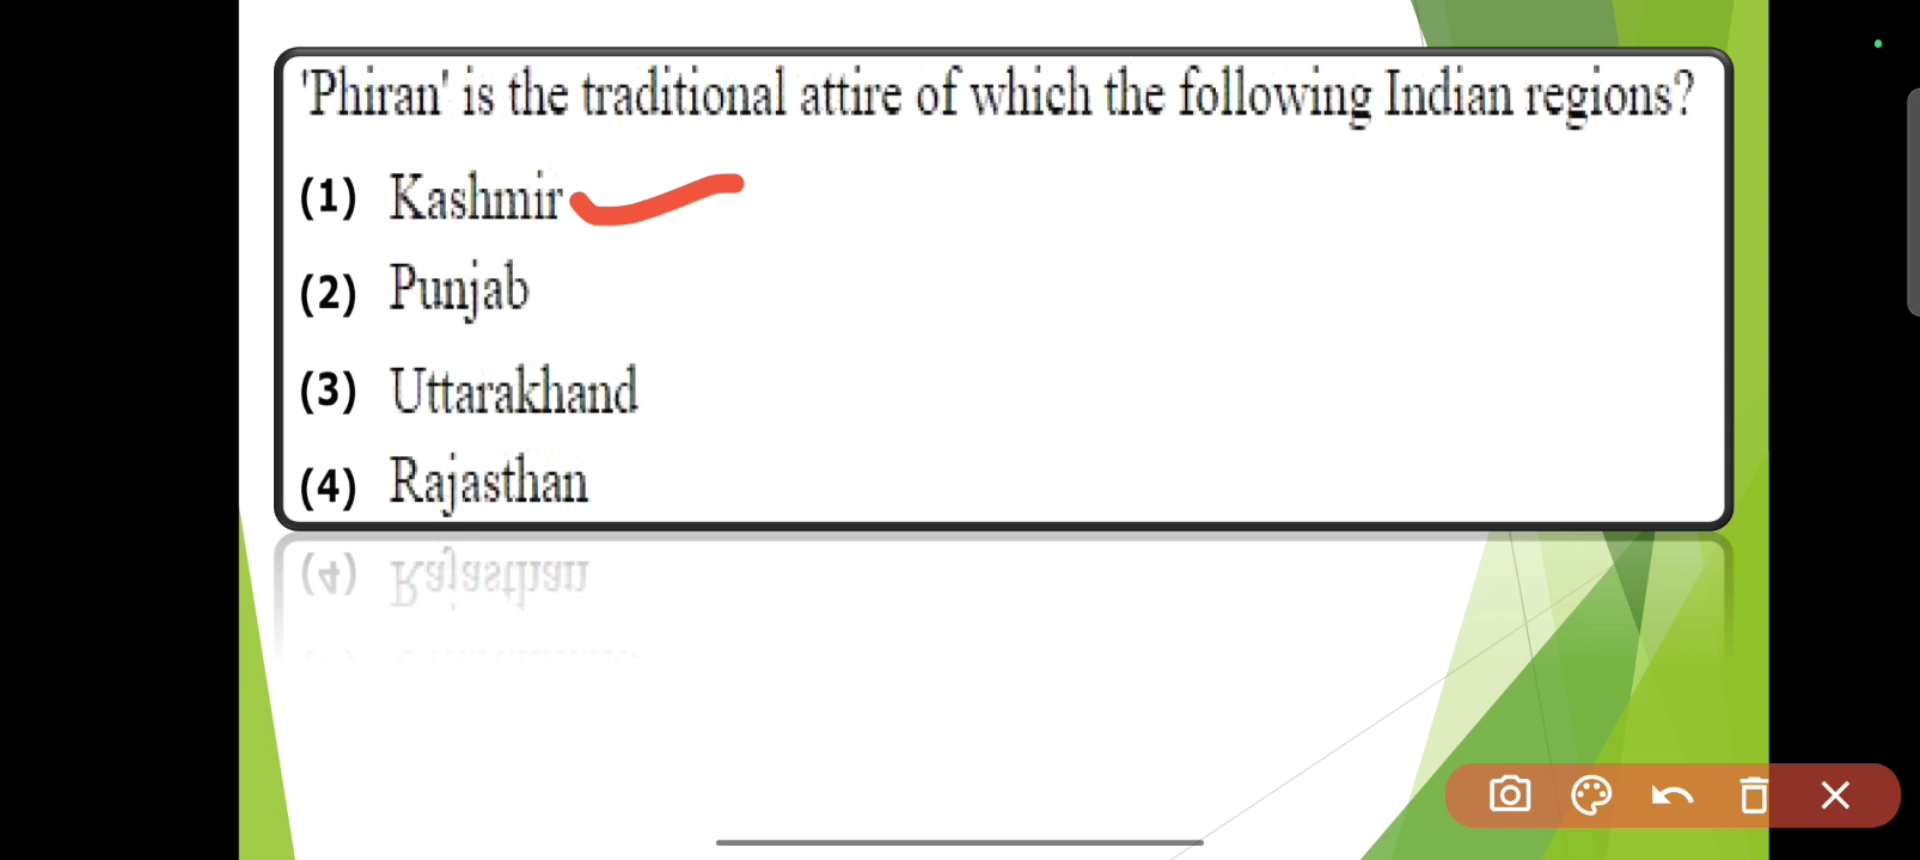 'Phiran' is the traditional attire of which the following Indian regions?
(1) Kashmir
(2) Punjab
(3) Uttarakhand
(4) Rajasthan